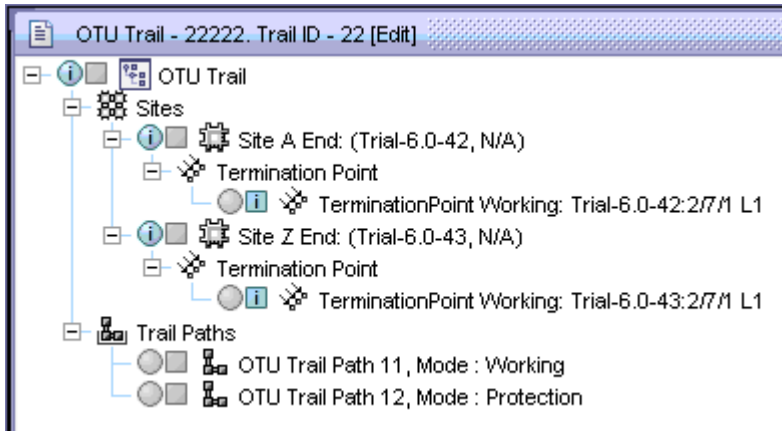 OTU Trail - 22222. Trail ID - 22 [Edit]
OTU Trail
Sites
Site A End: (Trial-6.0-42, N/A)
Termination Point
TerminationPoint Working: Trial-6.0-42:2/7/1 L1
Site Z End: (Trial-6.0-43, N/A)
Termination Point
TerminationPoint Working: Trial-6.0-43:2/7/1 L1
Trail Paths
OTU Trail Path 11, Mode : Working
OTU Trail Path 12, Mode : Protection